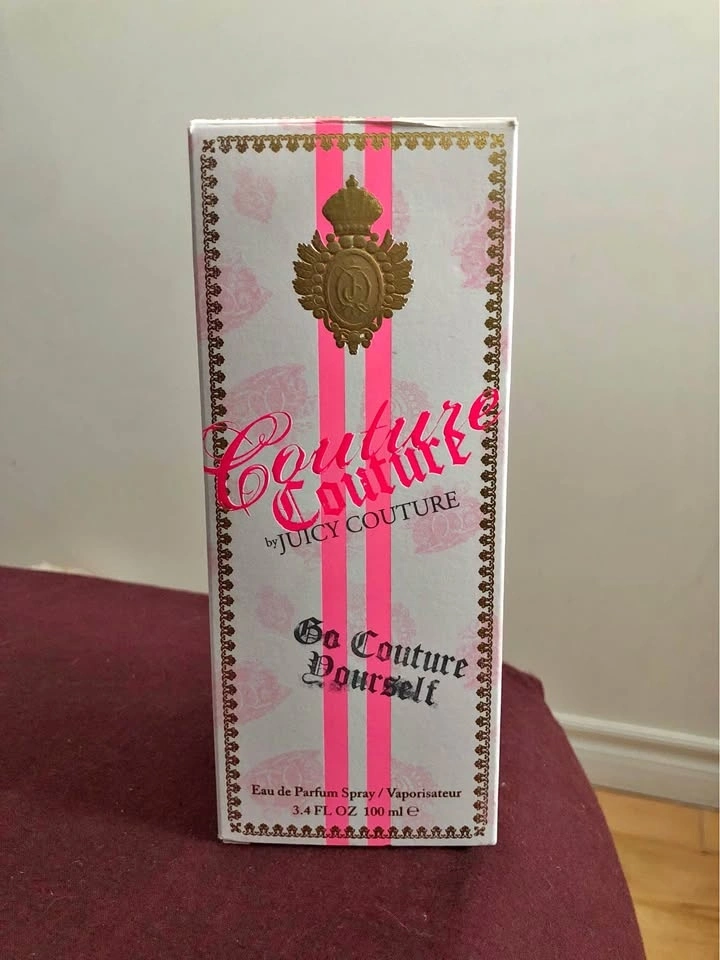 Couture
Couture
by JUICY COUTURE
Go Couture
Yourself
Eau de Parfum Spray / Vaporisateur
3.4 FL OZ 100 ml ℮